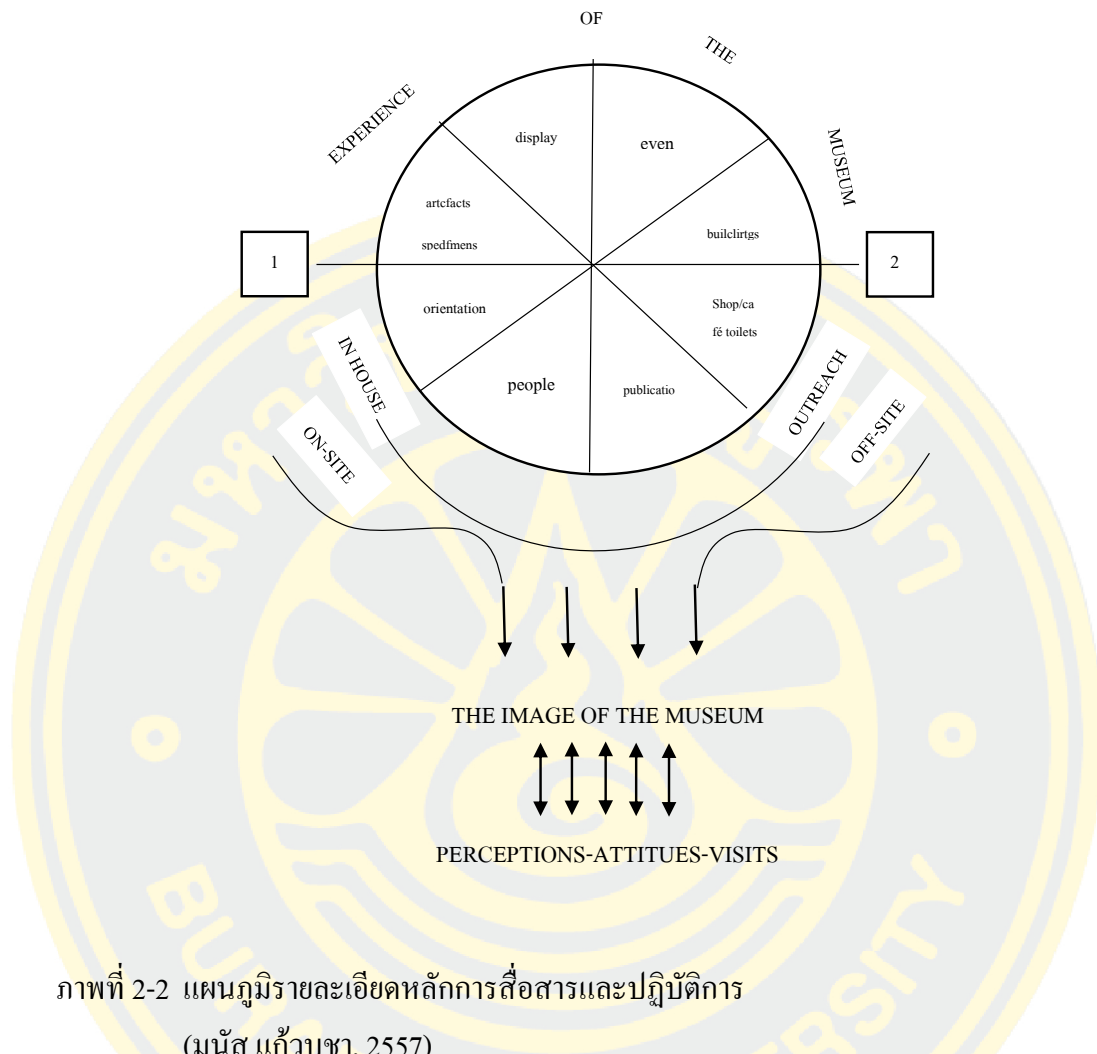 OF
THE
EXPERIENCE
MUSEUM
display
even
artcfacts
spedfmens
builclirtgs
1
2
orientation
Shop/ca
fé toilets
people
publicatio
IN HOUSE
OUTREACH
ON-SITE
OFF-SITE
THE IMAGE OF THE MUSEUM
PERCEPTIONS-ATTITUES-VISITS
ภาพที่ 2-2 แผนภูมิรายละเอียดหลักการสื่อสารและปฏิบัติการ
(มนัส แก้วบูชา, 2557)